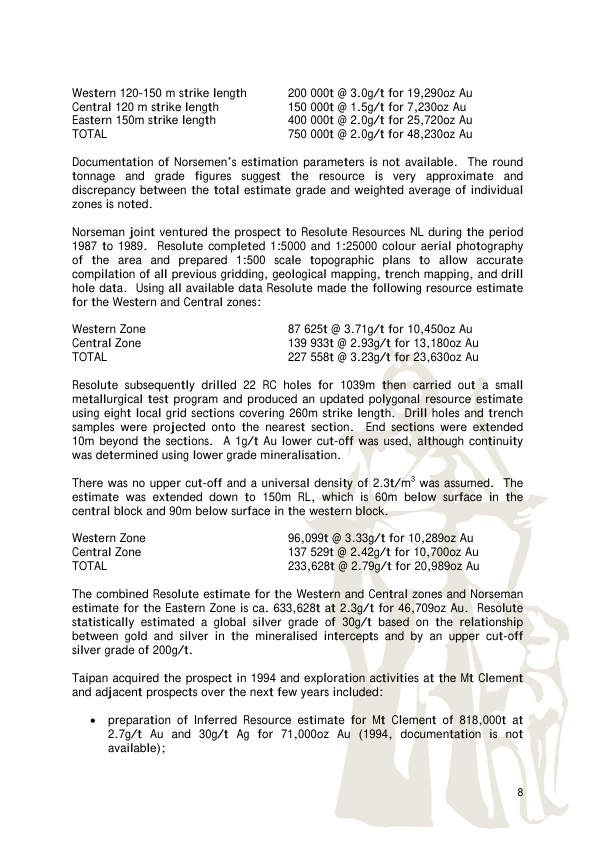 Western 120-150 m strike length 200 000t @ 3.0g/t for 19,290oz Au
Central 120 m strike length 150 000t @ 1.5g/t for 7,230oz Au
Eastern 150m strike length 400 000t @ 2.0g/t for 25,720oz Au
TOTAL 750 000t @ 2.0g/t for 48,230oz Au
Documentation of Norsemen's estimation parameters is not available. The round
tonnage and grade figures suggest the resource is very approximate and
discrepancy between the total estimate grade and weighted average of individual
zones is noted.
Norseman joint ventured the prospect to Resolute Resources NL during the period
1987 to 1989. Resolute completed 1:5000 and 1:25000 colour aerial photography
of the area and prepared 1:500 scale topographic plans to allow accurate
compilation of all previous gridding, geological mapping, trench mapping, and drill
hole data. Using all available data Resolute made the following resource estimate
for the Western and Central zones:
Western Zone 87 625t @ 3.71g/t for 10,450oz Au
Central Zone 139 933t @ 2.93g/t for 13,180oz Au
TOTAL 227 558t @ 3.23g/t for 23,630oz Au
Resolute subsequently drilled 22 RC holes for 1039m then carried out a small
metallurgical test program and produced an updated polygonal resource estimate
using eight local grid sections covering 260m strike length. Drill holes and trench
samples were projected onto the nearest section. End sections were extended
10m beyond the sections. A 1g/t Au lower cut-off was used, although continuity
was determined using lower grade mineralisation.
There was no upper cut-off and a universal density of 2.3t/m³ was assumed. The
estimate was extended down to 150m RL, which is 60m below surface in the
central block and 90m below surface in the western block.
Western Zone 96,099t @ 3.33g/t for 10,289oz Au
Central Zone 137 529t @ 2.42g/t for 10,700oz Au
TOTAL 233,628t @ 2.79g/t for 20,989oz Au
The combined Resolute estimate for the Western and Central zones and Norseman
estimate for the Eastern Zone is ca. 633,628t at 2.3g/t for 46,709oz Au. Resolute
statistically estimated a global silver grade of 30g/t based on the relationship
between gold and silver in the mineralised intercepts and by an upper cut-off
silver grade of 200g/t.
Taipan acquired the prospect in 1994 and exploration activities at the Mt Clement
and adjacent prospects over the next few years included:
• preparation of Inferred Resource estimate for Mt Clement of 818,000t at
2.7g/t Au and 30g/t Ag for 71,000oz Au (1994, documentation is not
available);
8